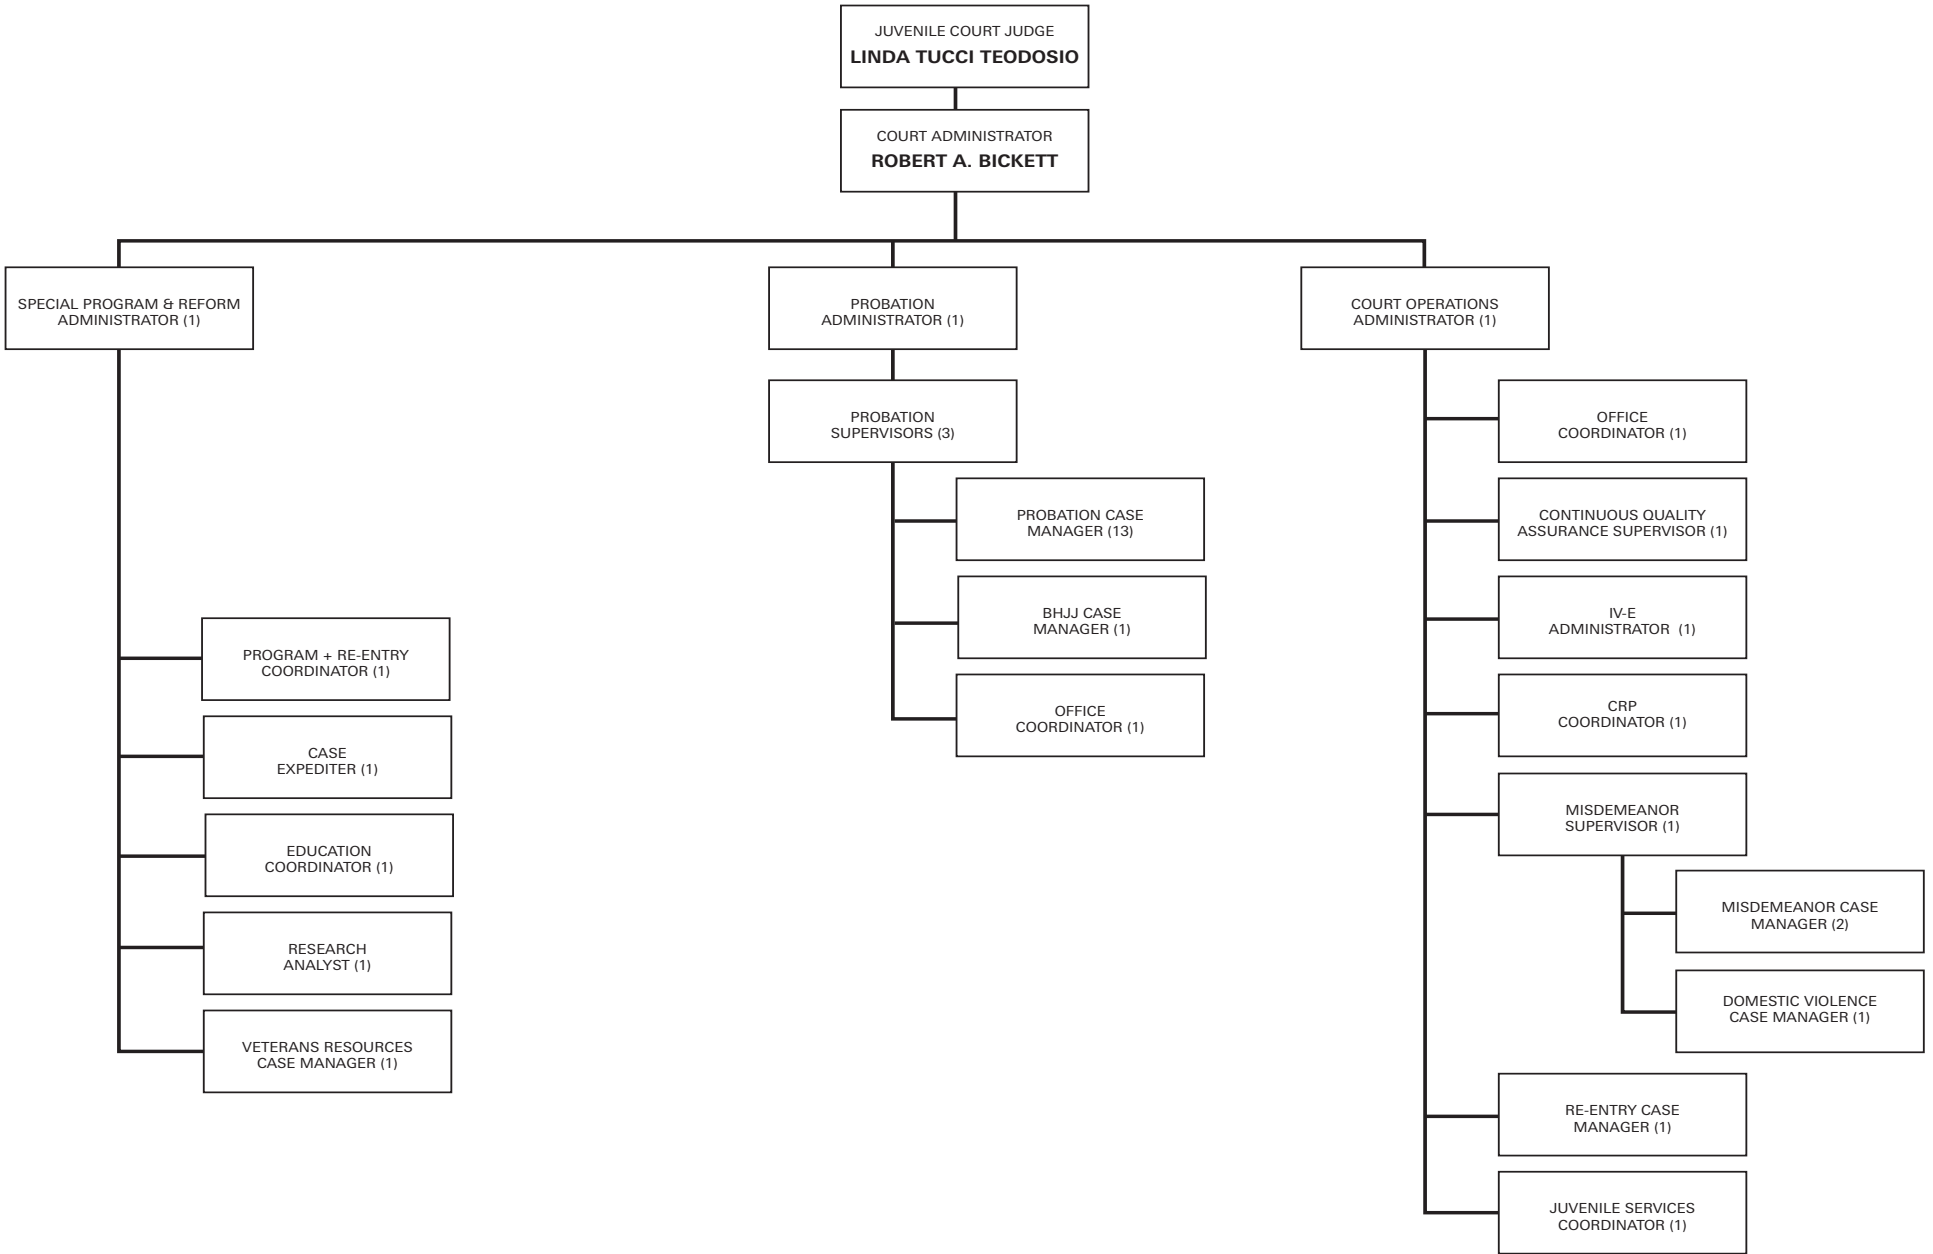 JUVENILE COURT JUDGE
LINDA TUCCI TEODOSIO
COURT ADMINISTRATOR
ROBERT A. BICKETT
SPECIAL PROGRAM & REFORM
ADMINISTRATOR (1)
PROGRAM + RE-ENTRY
COORDINATOR (1)
CASE
EXPEDITER (1)
EDUCATION
COORDINATOR (1)
RESEARCH
ANALYST (1)
VETERANS RESOURCES
CASE MANAGER (1)
PROBATION
ADMINISTRATOR (1)
PROBATION
SUPERVISORS (3)
PROBATION CASE
MANAGER (13)
BHJJ CASE
MANAGER (1)
OFFICE
COORDINATOR (1)
COURT OPERATIONS
ADMINISTRATOR (1)
OFFICE
COORDINATOR (1)
CONTINUOUS QUALITY
ASSURANCE SUPERVISOR (1)
IV-E
ADMINISTRATOR (1)
CRP
COORDINATOR (1)
MISDEMEANOR
SUPERVISOR (1)
MISDEMEANOR CASE
MANAGER (2)
DOMESTIC VIOLENCE
CASE MANAGER (1)
RE-ENTRY CASE
MANAGER (1)
JUVENILE SERVICES
COORDINATOR (1)